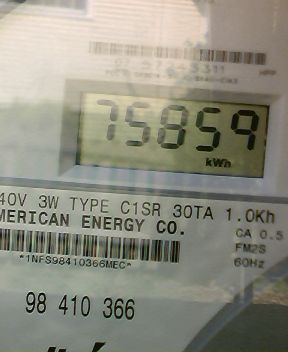 75859
kWh
40V 3W TYPE C1SR 30TA 1.0Kh
MERICAN ENERGY CO.
CA 0.5
FM2S
60Hz
*1NFS98410366MEC*
98 410 366